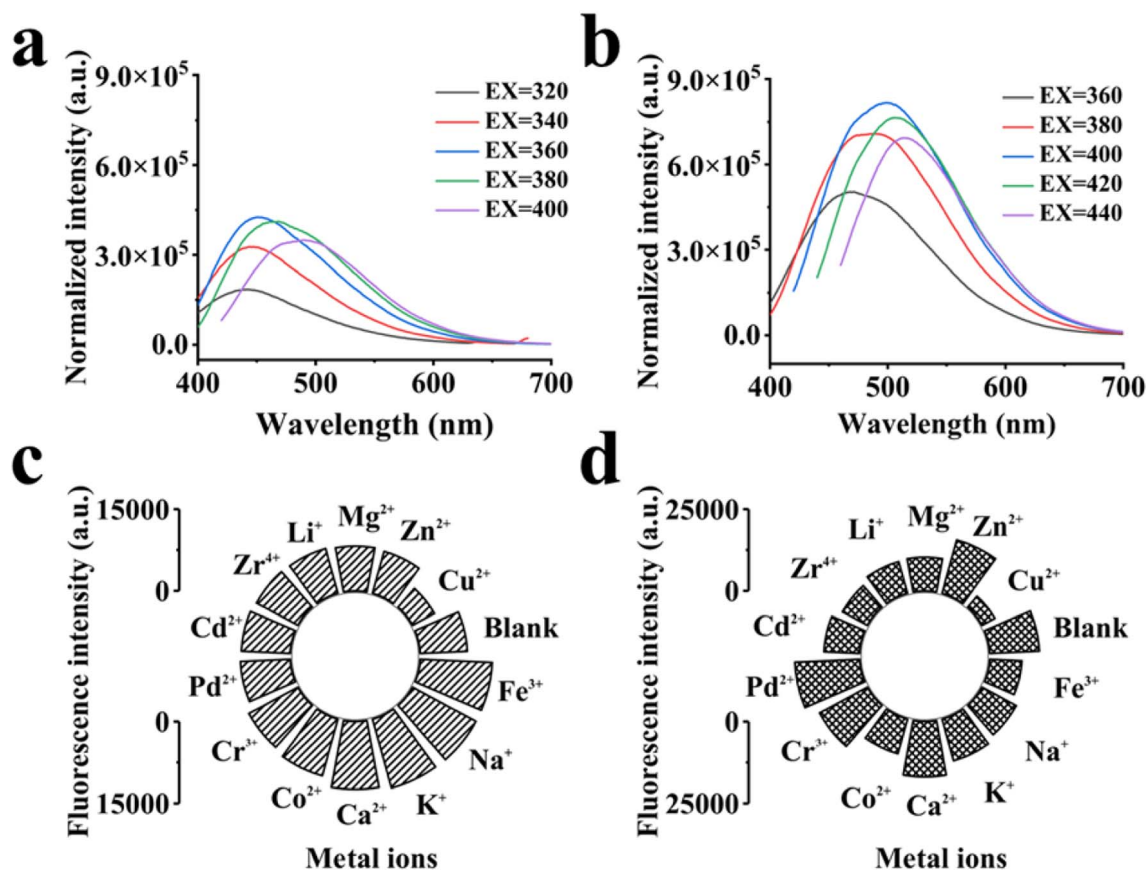 a
Normalized intensity (a.u.)
9.0×10⁵
6.0×10⁵
3.0×10⁵
0.0
EX=320
EX=340
EX=360
EX=380
EX=400
400
500
600
700
Wavelength (nm)
b
Normalized intensity (a.u.)
9.0×10⁵
6.0×10⁵
3.0×10⁵
0.0
EX=360
EX=380
EX=400
EX=420
EX=440
400
500
600
700
Wavelength (nm)
c
Fluorescence intensity (a.u.)
15000
0
0
15000
Li⁺
Mg²⁺
Zn²⁺
Zr⁴⁺
Cu²⁺
Cd²⁺
Blank
Pd²⁺
Fe³⁺
Cr³⁺
Na⁺
Co²⁺
Ca²⁺
K⁺
Metal ions
d
Fluorescence intensity (a.u.)
25000
0
0
25000
Li⁺
Mg²⁺
Zn²⁺
Zr⁴⁺
Cu²⁺
Cd²⁺
Blank
Pd²⁺
Fe³⁺
Cr³⁺
Na⁺
Co²⁺
Ca²⁺
K⁺
Metal ions